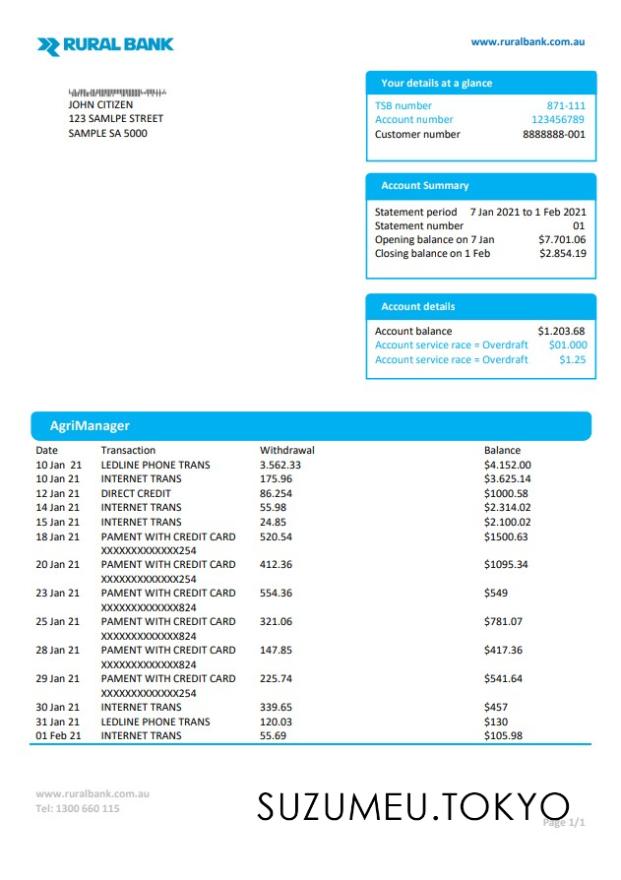 RURAL BANK
www.ruralbank.com.au
JOHN CITIZEN
123 SAMLPE STREET
SAMPLE SA 5000
Your details at a glance
TSB number 871-111
Account number 123456789
Customer number 8888888-001
Account Summary
Statement period 7 Jan 2021 to 1 Feb 2021
Statement number 01
Opening balance on 7 Jan $7.701.06
Closing balance on 1 Feb $2.854.19
Account details
Account balance $1.203.68
Account service race = Overdraft $01.000
Account service race = Overdraft $1.25
AgriManager
Date Transaction Withdrawal Balance
10 Jan 21 LEDLINE PHONE TRANS 3.562.33 $4.152.00
10 Jan 21 INTERNET TRANS 175.96 $3.625.14
12 Jan 21 DIRECT CREDIT 86.254 $1000.58
14 Jan 21 INTERNET TRANS 55.98 $2.314.02
15 Jan 21 INTERNET TRANS 24.85 $2.100.02
18 Jan 21 PAMENT WITH CREDIT CARD 520.54 $1500.63
XXXXXXXXXXXXX254
20 Jan 21 PAMENT WITH CREDIT CARD 412.36 $1095.34
XXXXXXXXXXXXX254
23 Jan 21 PAMENT WITH CREDIT CARD 554.36 $549
XXXXXXXXXXXXX824
25 Jan 21 PAMENT WITH CREDIT CARD 321.06 $781.07
XXXXXXXXXXXXX824
28 Jan 21 PAMENT WITH CREDIT CARD 147.85 $417.36
XXXXXXXXXXXXX824
29 Jan 21 PAMENT WITH CREDIT CARD 225.74 $541.64
XXXXXXXXXXXXX254
30 Jan 21 INTERNET TRANS 339.65 $457
31 Jan 21 LEDLINE PHONE TRANS 120.03 $130
01 Feb 21 INTERNET TRANS 55.69 $105.98
www.ruralbank.com.au
Tel: 1300 660 115
SUZUMEU.TOKYO
Page 1/1